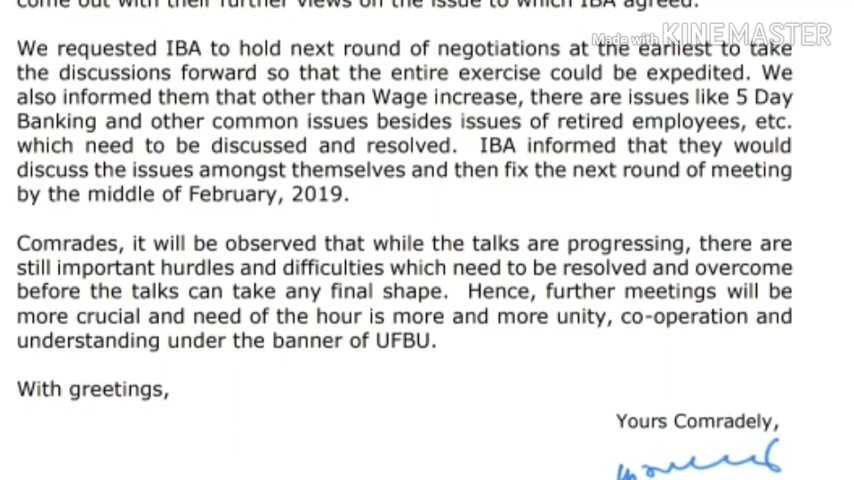 come out with their further views on the issue to which IBA agreed.
Made with KINEMASTER
We requested IBA to hold next round of negotiations at the earliest to take
the discussions forward so that the entire exercise could be expedited. We
also informed them that other than Wage increase, there are issues like 5 Day
Banking and other common issues besides issues of retired employees, etc.
which need to be discussed and resolved. IBA informed that they would
discuss the issues amongst themselves and then fix the next round of meeting
by the middle of February, 2019.
Comrades, it will be observed that while the talks are progressing, there are
still important hurdles and difficulties which need to be resolved and overcome
before the talks can take any final shape. Hence, further meetings will be
more crucial and need of the hour is more and more unity, co-operation and
understanding under the banner of UFBU.
With greetings,
Yours Comradely,